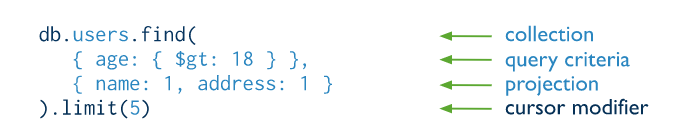 db.users.find( collection
{ age: { $gt: 18 } }, query criteria
{ name: 1, address: 1 } projection
).limit(5) cursor modifier